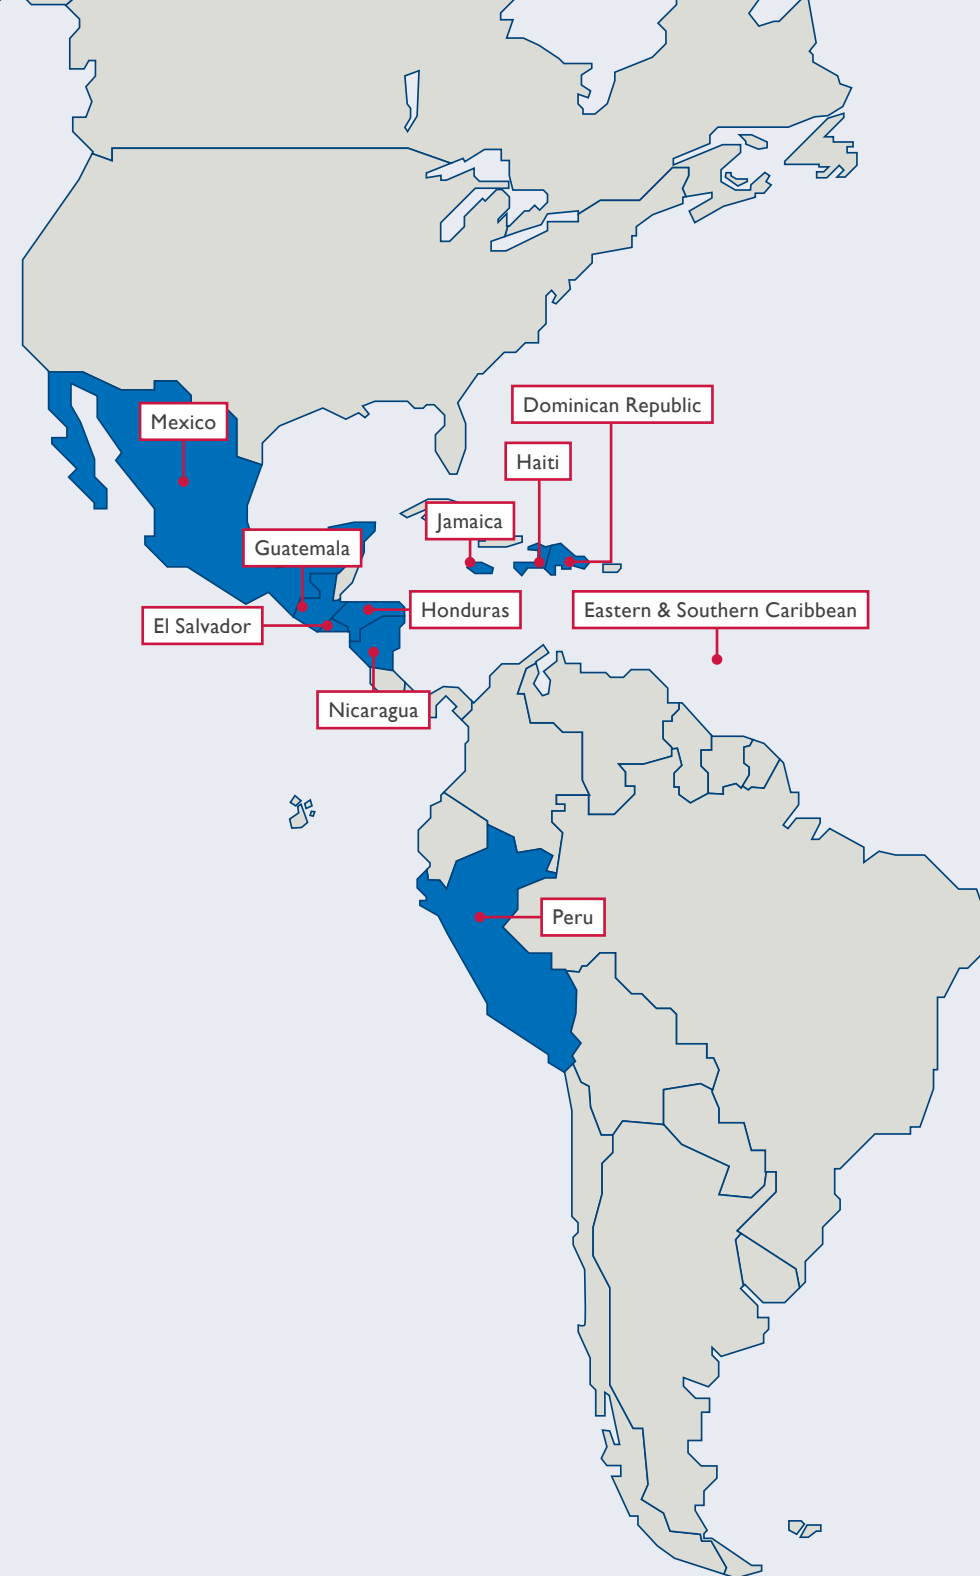 Dominican Republic
Mexico
Haiti
Jamaica
Guatemala
Honduras
Eastern & Southern Caribbean
El Salvador
Nicaragua
Peru